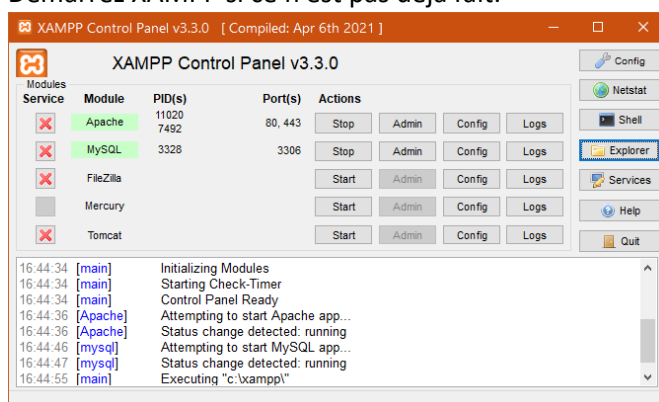 XAMPP Control Panel v3.3.0 [ Compiled: Apr 6th 2021 ]
XAMPP Control Panel v3.3.0
Config
Modules
Service Module PID(s) Port(s) Actions
Netstat
Apache 11020 7492 80, 443 Stop Admin Config Logs
Shell
MySQL 3328 3306 Stop Admin Config Logs
Explorer
FileZilla Start Admin Config Logs
Services
Mercury Start Admin Config Logs
Help
Tomcat Start Admin Config Logs
Quit
16:44:34 [main] Initializing Modules
16:44:34 [main] Starting Check-Timer
16:44:34 [main] Control Panel Ready
16:44:36 [Apache] Attempting to start Apache app...
16:44:36 [Apache] Status change detected: running
16:44:46 [mysql] Attempting to start MySQL app...
16:44:47 [mysql] Status change detected: running
16:44:55 [main] Executing "c:\xampp\"